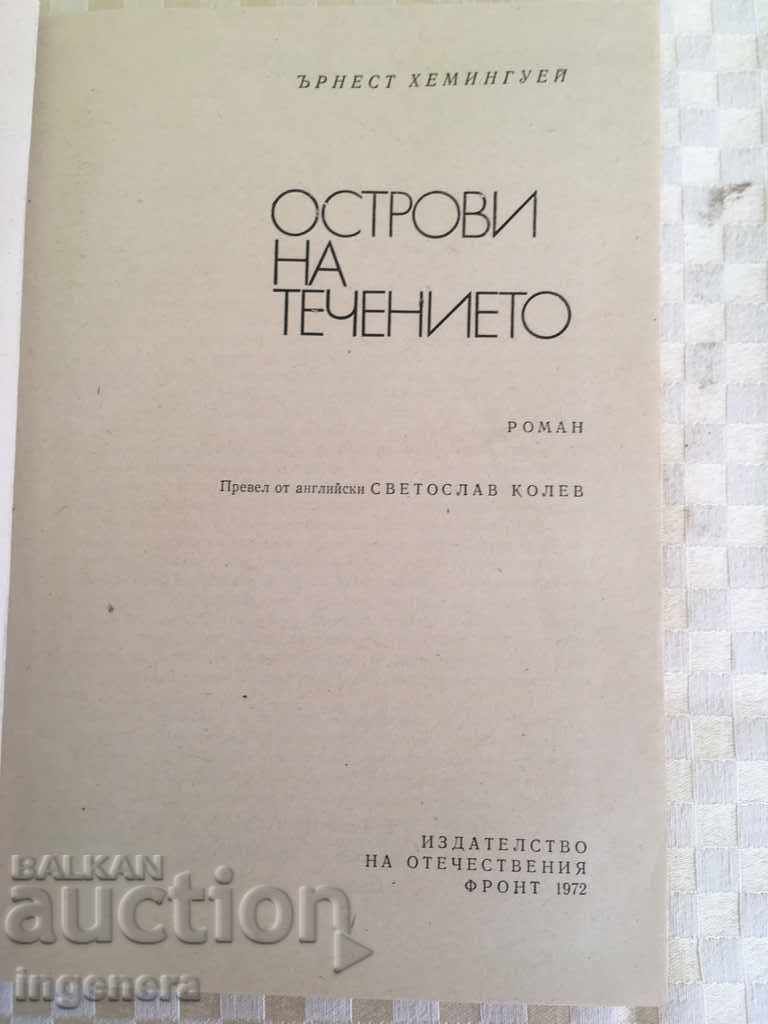 ЪРНЕСТ ХЕМИНГУЕЙ
ОСТРОВИ
НА
ТЕЧЕНИЕТО
РОМАН
Превел от английски СВЕТОСЛАВ КОЛЕВ
ИЗДАТЕЛСТВО
НА ОТЕЧЕСТВЕНИЯ
ФРОНТ 1972
BALKAN
auction
ingenera